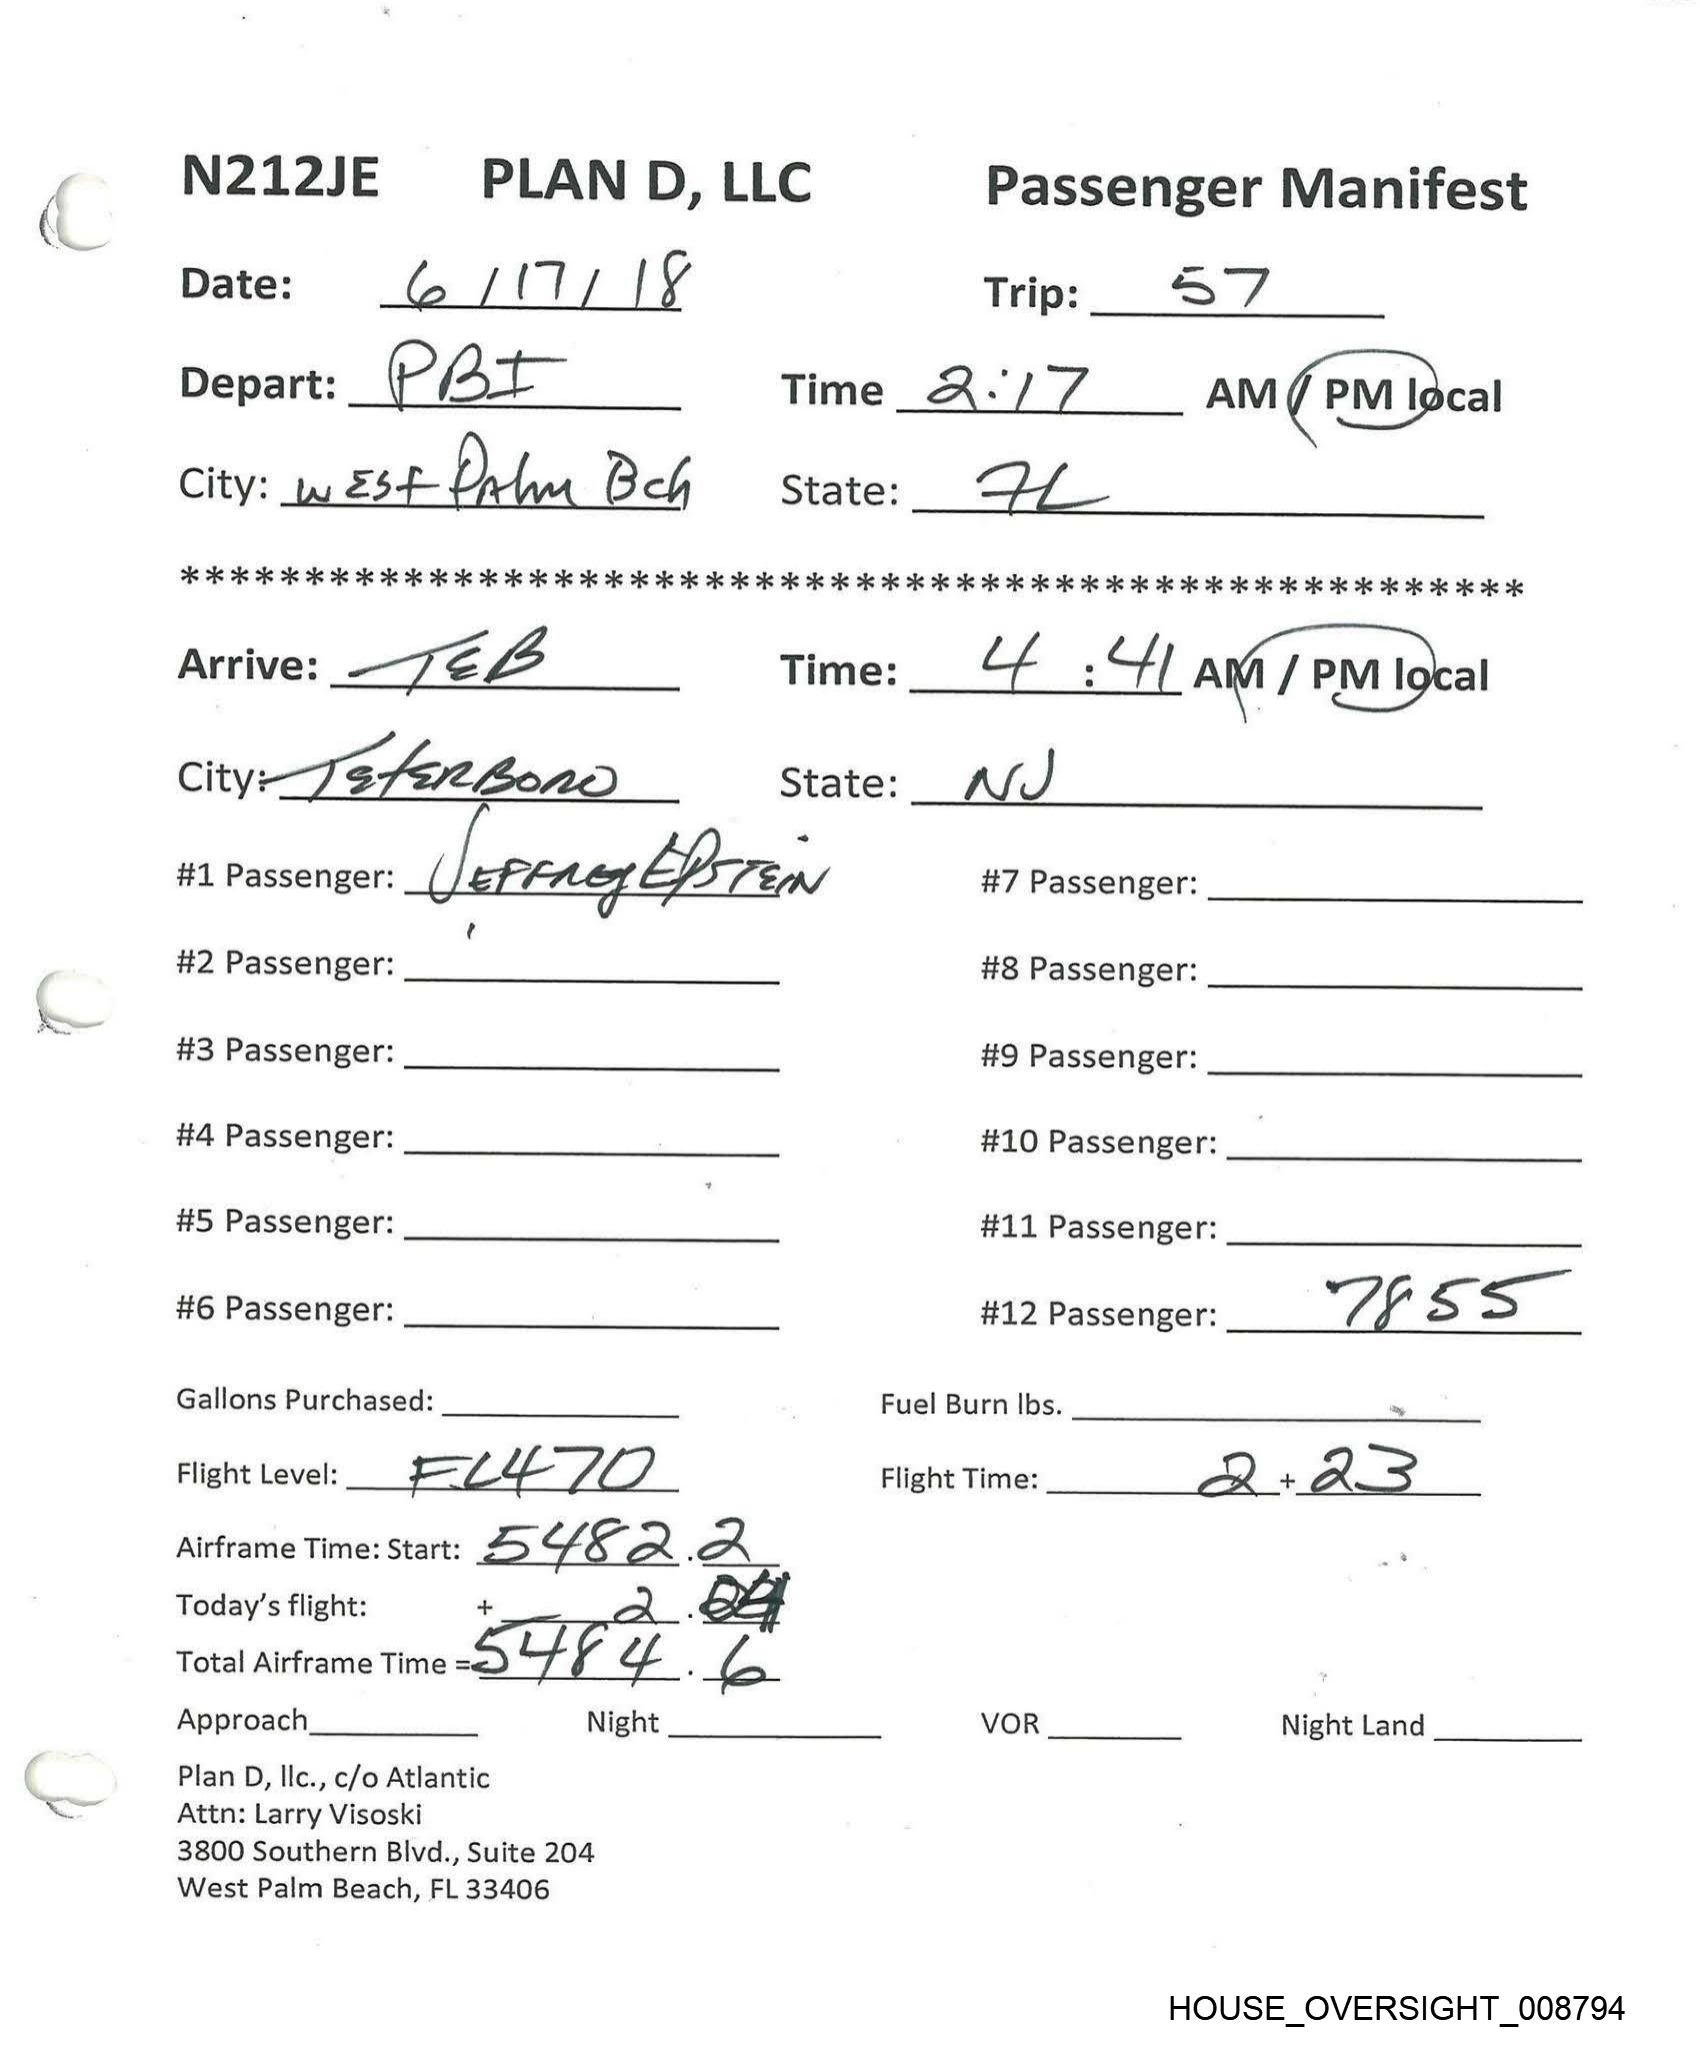 N212JE PLAN D, LLC Passenger Manifest
Date: 6/17/18 Trip: 57
Depart: PBI Time 2:17 AM / PM local
City: West Palm Bch State: FL
******************************************************
Arrive: TEB Time: 4:41 AM / PM local
City: TETERBORO State: NJ
#1 Passenger: JEFFREY EPSTEIN #7 Passenger:
#2 Passenger: #8 Passenger:
#3 Passenger: #9 Passenger:
#4 Passenger: #10 Passenger:
#5 Passenger: #11 Passenger:
#6 Passenger: #12 Passenger: 7855
Gallons Purchased: Fuel Burn lbs.
Flight Level: FL470 Flight Time: 2 + 23
Airframe Time: Start: 5482.2
Today's flight: + 2.
Total Airframe Time = 5484.6
Approach Night VOR Night Land
Plan D, llc., c/o Atlantic
Attn: Larry Visoski
3800 Southern Blvd., Suite 204
West Palm Beach, FL 33406
HOUSE_OVERSIGHT_008794